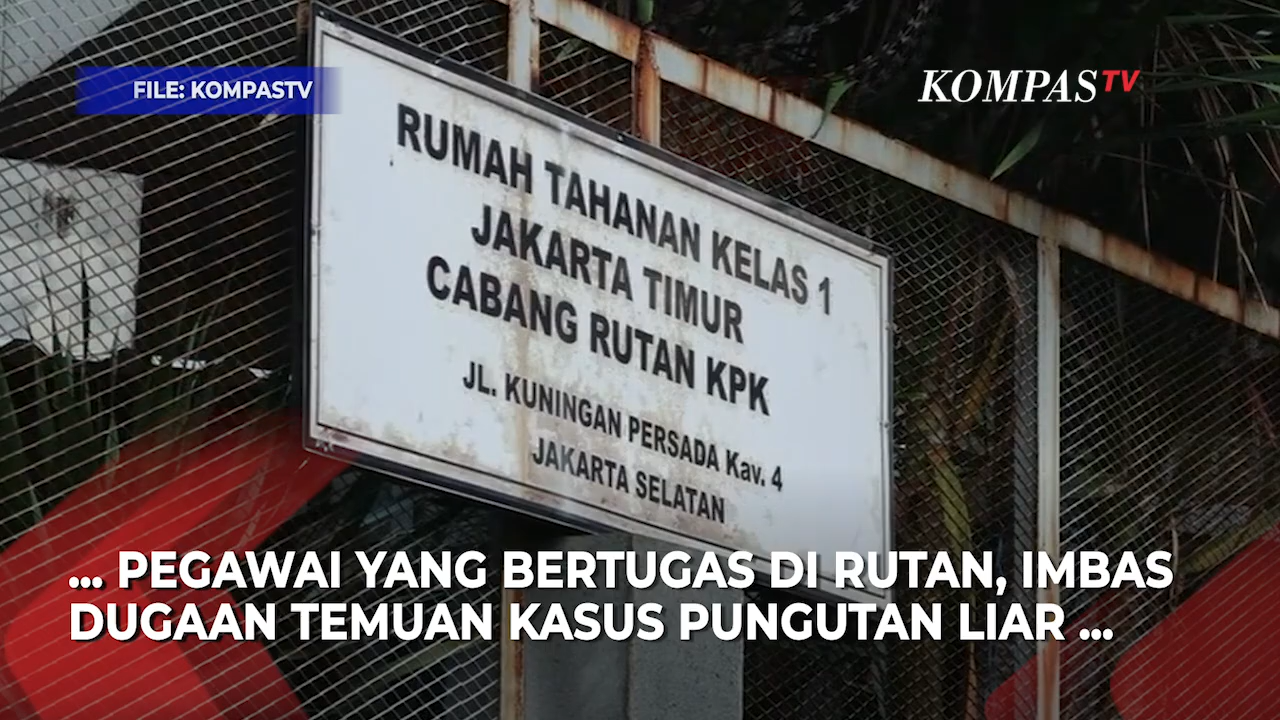 FILE: KOMPASTV
KOMPASTV
RUMAH TAHANAN KELAS 1
JAKARTA TIMUR
CABANG RUTAN KPK
JL. KUNINGAN PERSADA Kav. 4
JAKARTA SELATAN
... PEGAWAI YANG BERTUGAS DI RUTAN, IMBAS
DUGAAN TEMUAN KASUS PUNGUTAN LIAR ...